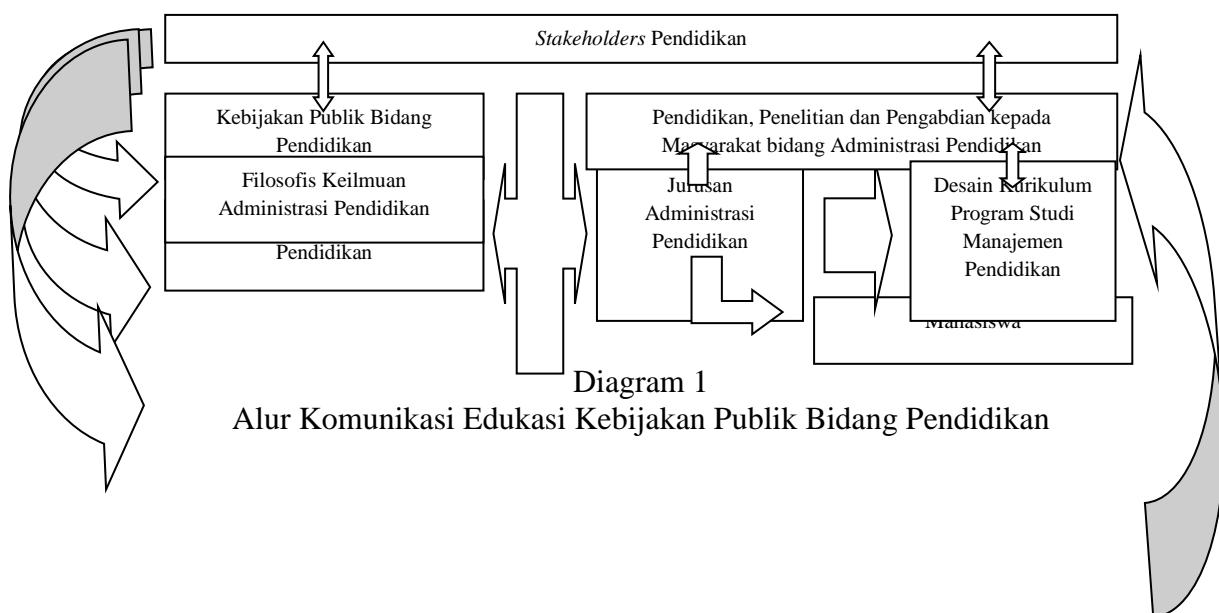 Stakeholders Pendidikan
Kebijakan Publik Bidang
Pendidikan
Filosofis Keilmuan
Administrasi Pendidikan
Pendidikan
Pendidikan, Penelitian dan Pengabdian kepada
Masyarakat bidang Administrasi Pendidikan
Jurusan
Administrasi
Pendidikan
Desain Kurikulum
Program Studi
Manajemen
Pendidikan
Mahasiswa
Diagram 1
Alur Komunikasi Edukasi Kebijakan Publik Bidang Pendidikan